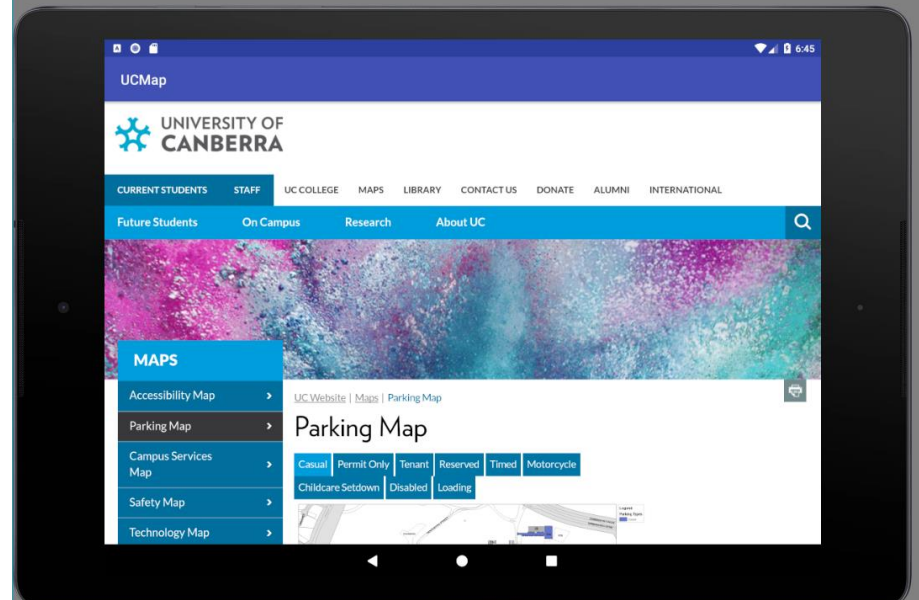 6:45
UCMap
UNIVERSITY OF
CANBERRA
CURRENT STUDENTS STAFF UC COLLEGE MAPS LIBRARY CONTACT US DONATE ALUMNI INTERNATIONAL
Future Students On Campus Research About UC
MAPS
Accessibility Map
Parking Map
Campus Services
Map
Safety Map
Technology Map
UC Website | Maps | Parking Map
Parking Map
Casual Permit Only Tenant Reserved Timed Motorcycle
Childcare Setdown Disabled Loading